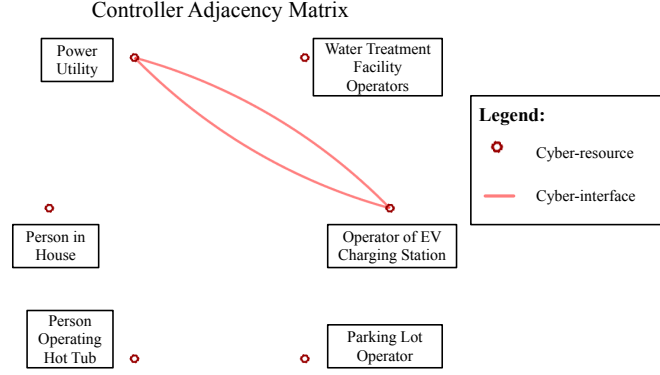 Controller Adjacency Matrix
Power
Utility
Water Treatment
Facility
Operators
Legend:
Cyber-resource
Cyber-interface
Person in
House
Operator of EV
Charging Station
Person
Operating
Hot Tub
Parking Lot
Operator